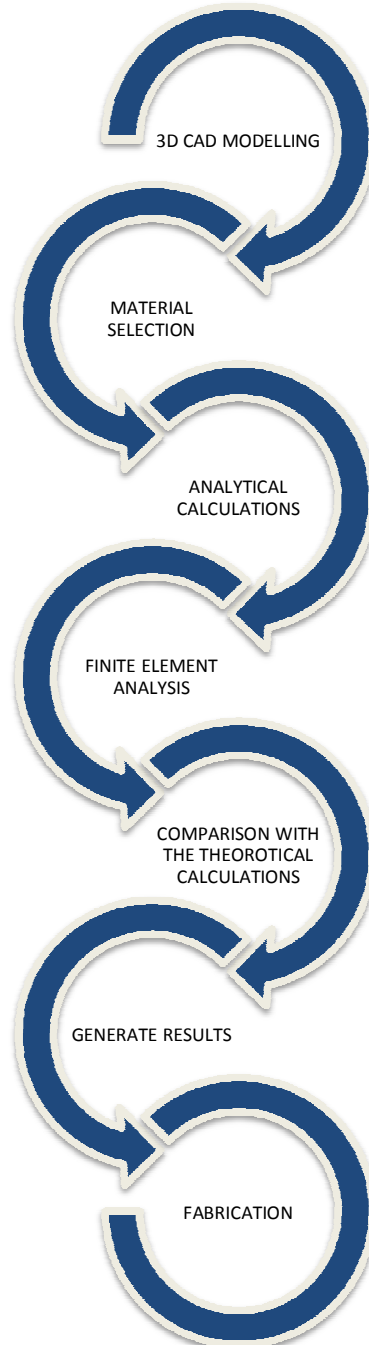 3D CAD MODELLING
MATERIAL
SELECTION
ANALYTICAL
CALCULATIONS
FINITE ELEMENT
ANALYSIS
COMPARISON WITH
THE THEOROTICAL
CALCULATIONS
GENERATE RESULTS
FABRICATION